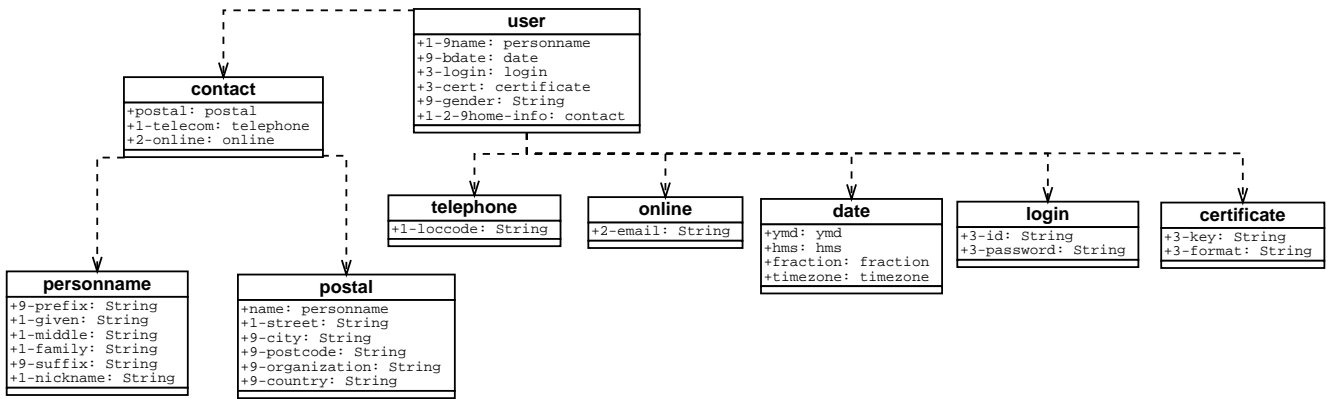 user
+1-9name: personname
+9-bdate: date
+3-login: login
+3-cert: certificate
+9-gender: String
+1-2-9home-info: contact
contact
+postal: postal
+1-telecom: telephone
+2-online: online
telephone
+1-loccode: String
online
+2-email: String
date
+ymd: ymd
+hms: hms
+fraction: fraction
+timezone: timezone
login
+3-id: String
+3-password: String
certificate
+3-key: String
+3-format: String
personname
+9-prefix: String
+1-given: String
+1-middle: String
+1-family: String
+9-suffix: String
+1-nickname: String
postal
+name: personname
+1-street: String
+9-city: String
+9-postcode: String
+9-organization: String
+9-country: String